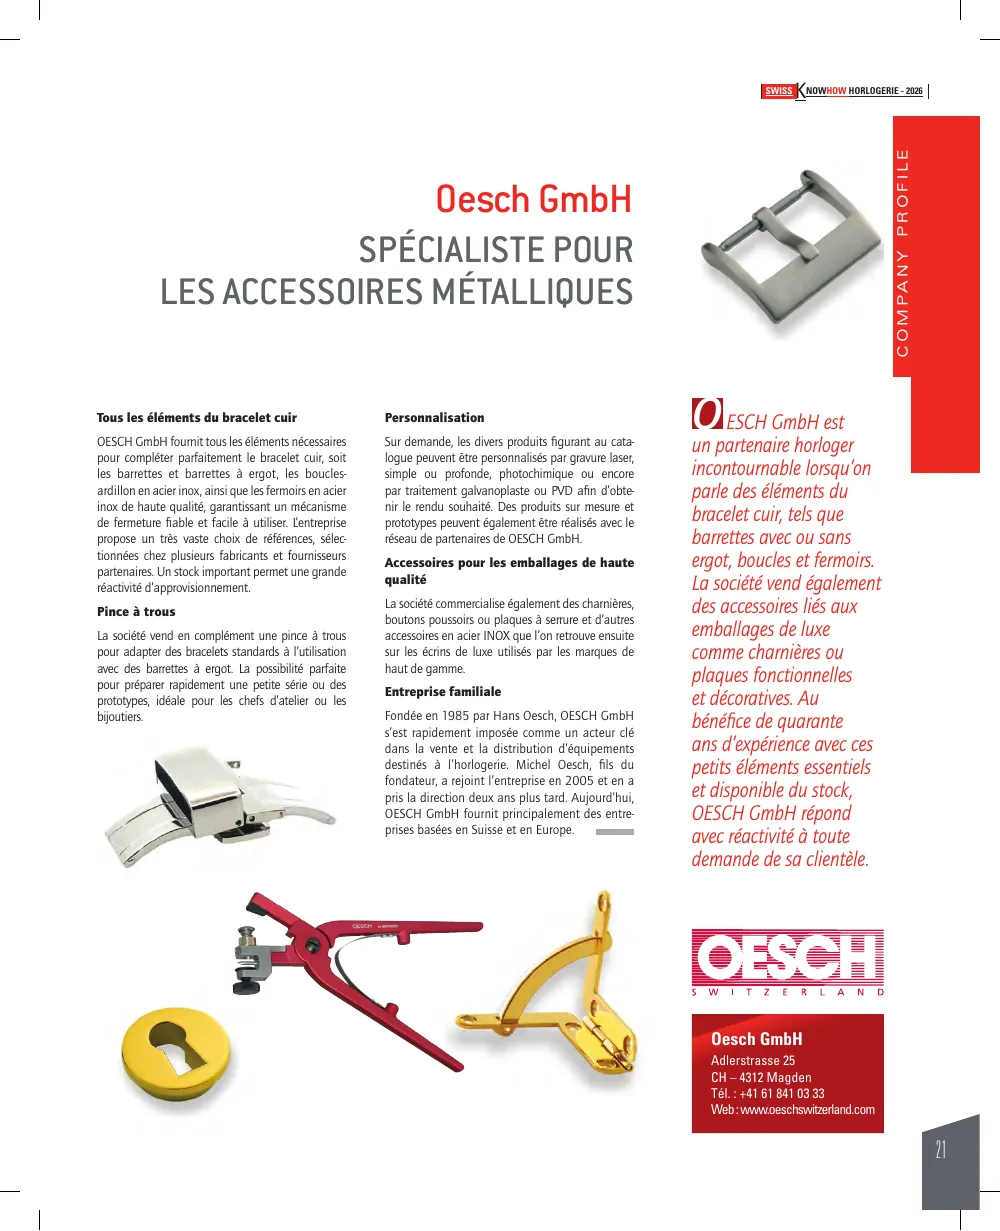 SWISS KNOWHOW HORLOGERIE - 2026
COMPANY PROFILE
Oesch GmbH
SPÉCIALISTE POUR
LES ACCESSOIRES MÉTALLIQUES
Tous les éléments du bracelet cuir
OESCH GmbH fournit tous les éléments nécessaires
pour compléter parfaitement le bracelet cuir, soit
les barrettes et barrettes à ergot, les boucles-
ardillon en acier inox, ainsi que les fermoirs en acier
inox de haute qualité, garantissant un mécanisme
de fermeture fiable et facile à utiliser. L'entreprise
propose un très vaste choix de références, sélec-
tionnées chez plusieurs fabricants et fournisseurs
partenaires. Un stock important permet une grande
réactivité d'approvisionnement.
Pince à trous
La société vend en complément une pince à trous
pour adapter des bracelets standards à l'utilisation
avec des barrettes à ergot. La possibilité parfaite
pour préparer rapidement une petite série ou des
prototypes, idéale pour les chefs d'atelier ou les
bijoutiers.
Personnalisation
Sur demande, les divers produits figurant au cata-
logue peuvent être personnalisés par gravure laser,
simple ou profonde, photochimique ou encore
par traitement galvanoplaste ou PVD afin d'obte-
nir le rendu souhaité. Des produits sur mesure et
prototypes peuvent également être réalisés avec le
réseau de partenaires de OESCH GmbH.
Accessoires pour les emballages de haute
qualité
La société commercialise également des charnières,
boutons poussoirs ou plaques à serrure et d'autres
accessoires en acier INOX que l'on retrouve ensuite
sur les écrins de luxe utilisés par les marques de
haut de gamme.
Entreprise familiale
Fondée en 1985 par Hans Oesch, OESCH GmbH
s'est rapidement imposée comme un acteur clé
dans la vente et la distribution d'équipements
destinés à l'horlogerie. Michel Oesch, fils du
fondateur, a rejoint l'entreprise en 2005 et en a
pris la direction deux ans plus tard. Aujourd'hui,
OESCH GmbH fournit principalement des entre-
prises basées en Suisse et en Europe.
OESCH GmbH est
un partenaire horloger
incontournable lorsqu'on
parle des éléments du
bracelet cuir, tels que
barrettes avec ou sans
ergot, boucles et fermoirs.
La société vend également
des accessoires liés aux
emballages de luxe
comme charnières ou
plaques fonctionnelles
et décoratives. Au
bénéfice de quarante
ans d'expérience avec ces
petits éléments essentiels
et disponible du stock,
OESCH GmbH répond
avec réactivité à toute
demande de sa clientèle.
OESCH
OESCH
SWITZERLAND
Oesch GmbH
Adlerstrasse 25
CH – 4312 Magden
Tél. : +41 61 841 03 33
Web : www.oeschswitzerland.com
21